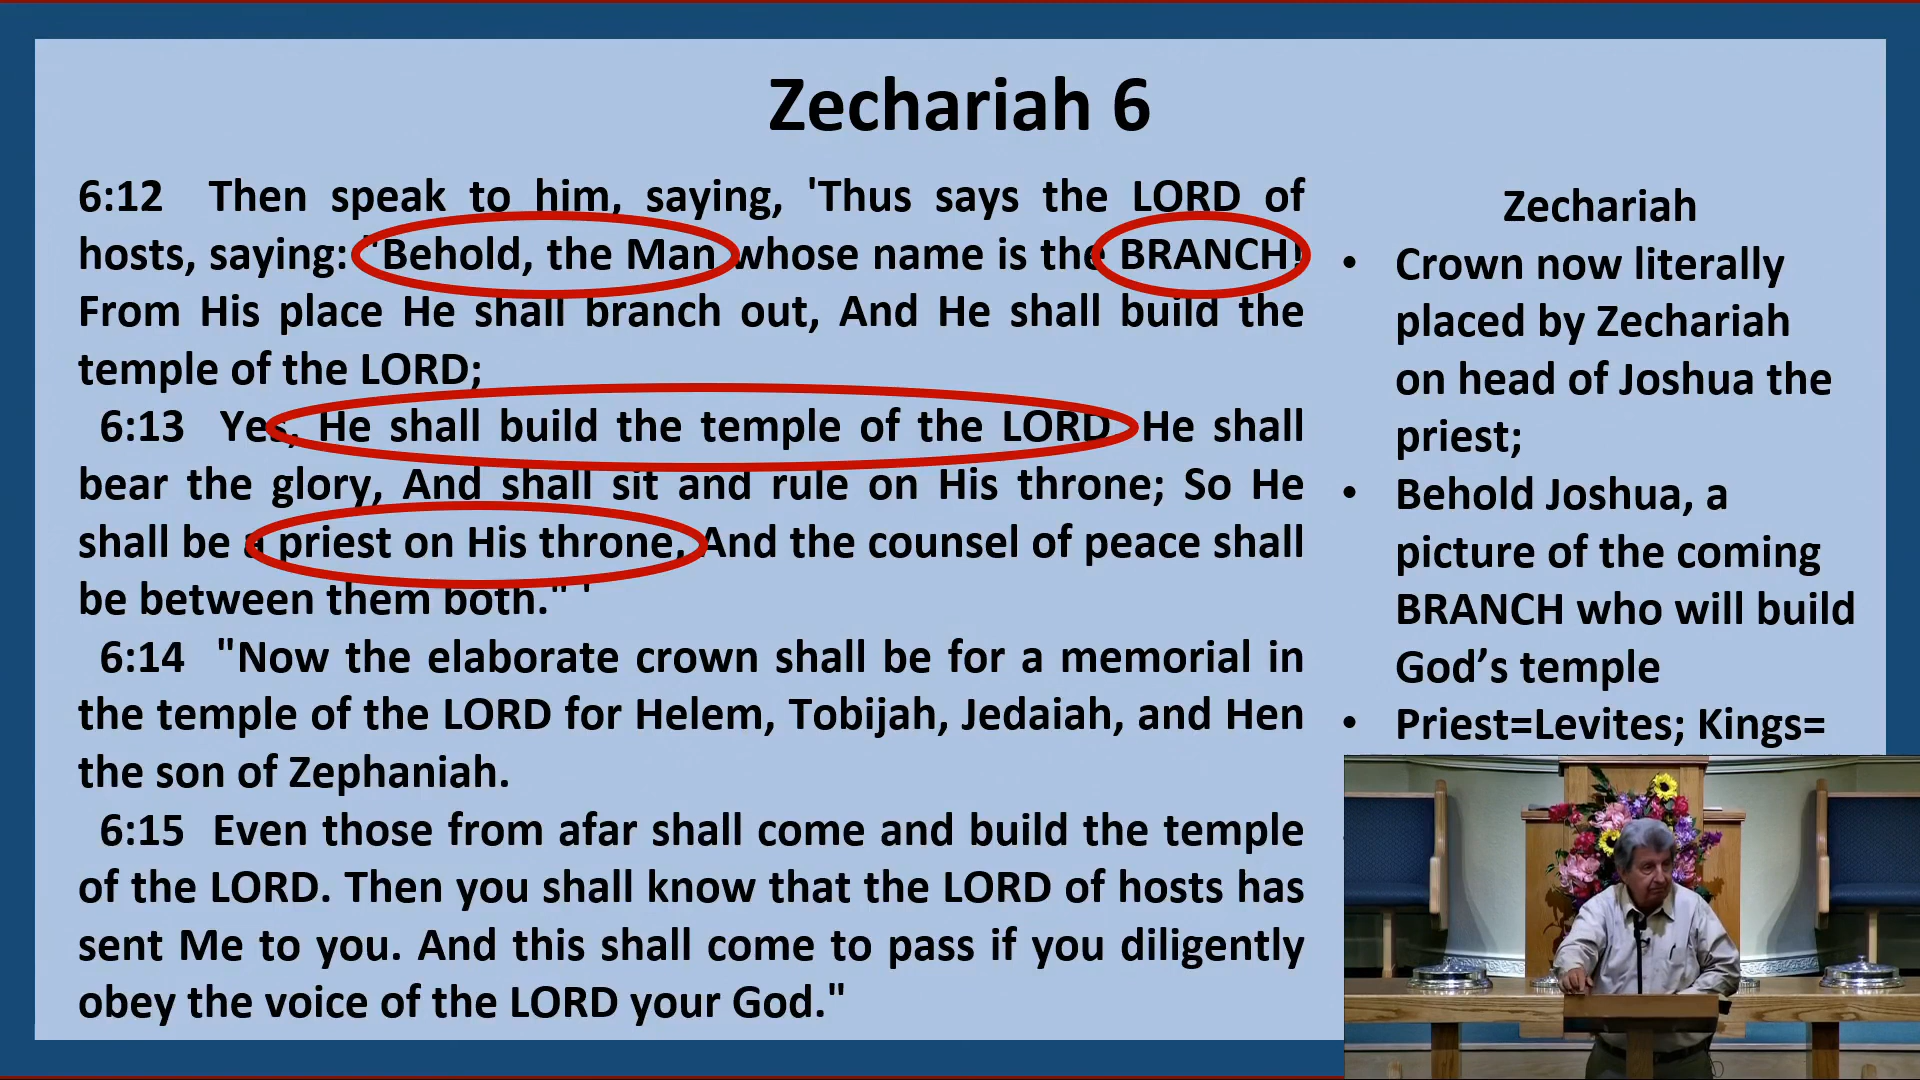 Zechariah 6
6:12 Then speak to him, saying, 'Thus says the LORD of
hosts, saying: "Behold, the Man whose name is the BRANCH!
From His place He shall branch out, And He shall build the
temple of the LORD;
6:13 Yes, He shall build the temple of the LORD. He shall
bear the glory, And shall sit and rule on His throne; So He
shall be a priest on His throne, And the counsel of peace shall
be between them both." '
6:14 "Now the elaborate crown shall be for a memorial in
the temple of the LORD for Helem, Tobijah, Jedaiah, and Hen
the son of Zephaniah.
6:15 Even those from afar shall come and build the temple
of the LORD. Then you shall know that the LORD of hosts has
sent Me to you. And this shall come to pass if you diligently
obey the voice of the LORD your God."
Zechariah
• Crown now literally
placed by Zechariah
on head of Joshua the
priest;
• Behold Joshua, a
picture of the coming
BRANCH who will build
God's temple
• Priest=Levites; Kings=